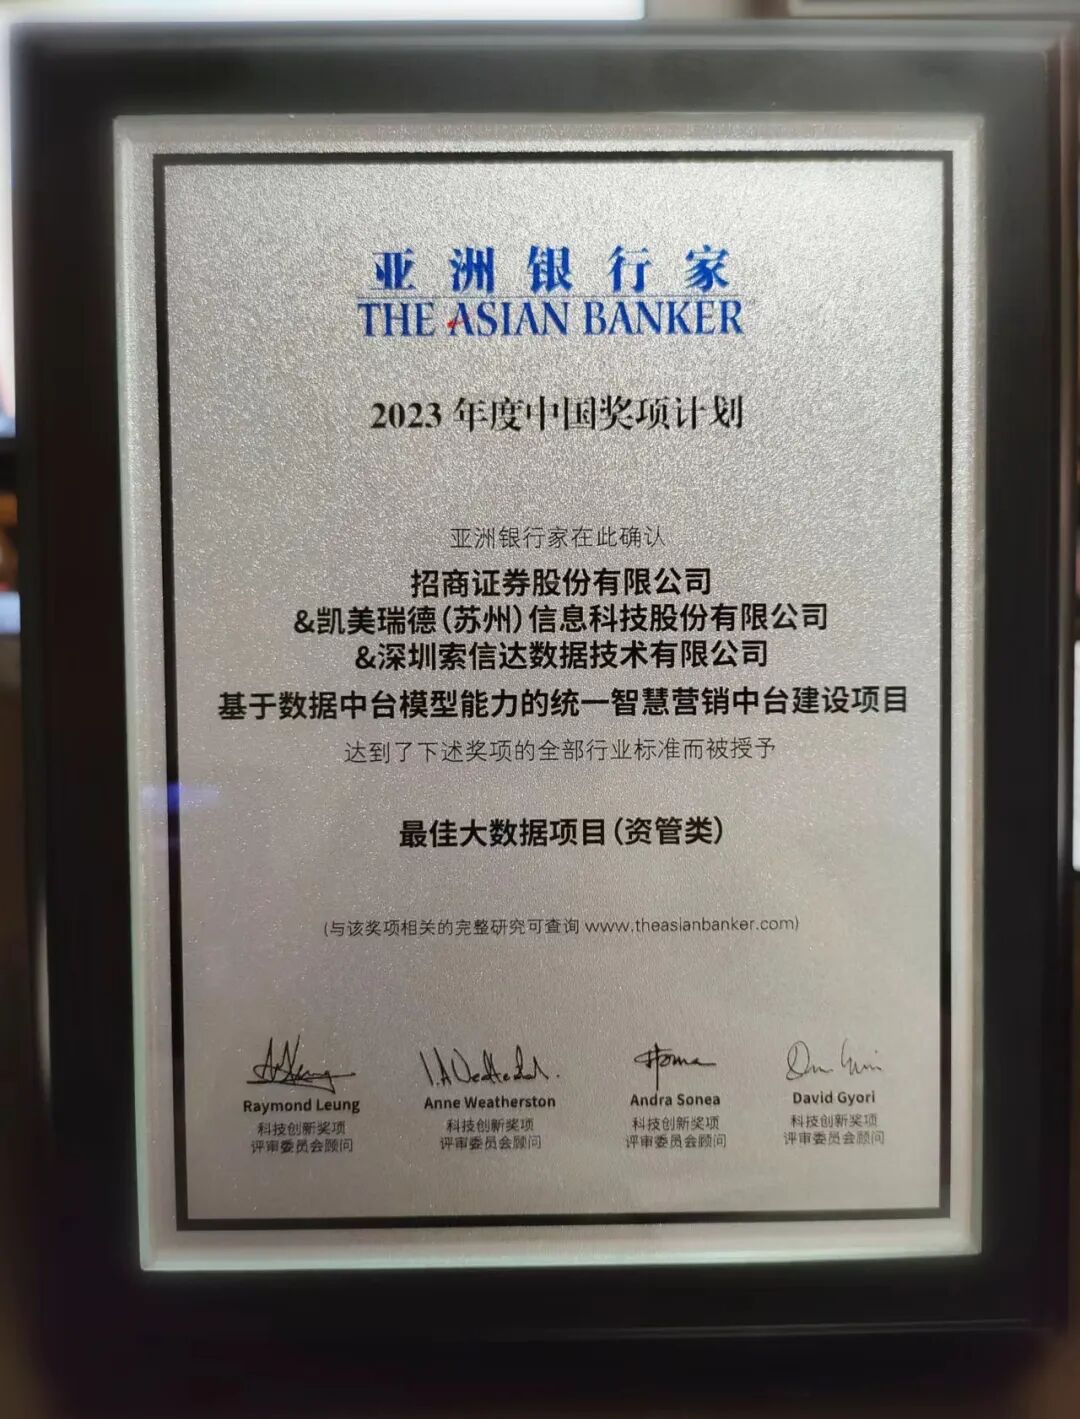 亚洲银行家
THE ASIAN BANKER
2023 年度中国奖项计划
亚洲银行家在此确认
招商证券股份有限公司
&凯美瑞德(苏州)信息科技股份有限公司
&深圳索信达数据技术有限公司
基于数据中台模型能力的统一智慧营销中台建设项目
达到了下述奖项的全部行业标准而被授予
最佳大数据项目(资管类)
(与该奖项相关的完整研究可查询 www.theasianbanker.com)
Raymond Leung
科技创新奖项
评审委员会顾问
Anne Weatherston
科技创新奖项
评审委员会顾问
Andra Sonea
科技创新奖项
评审委员会顾问
David Gyori
科技创新奖项
评审委员会顾问